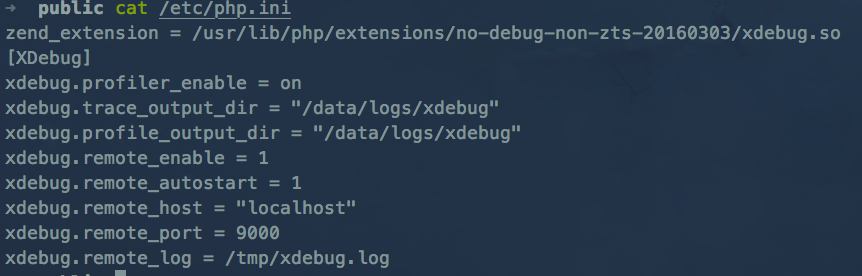 → public cat /etc/php.ini
zend_extension = /usr/lib/php/extensions/no-debug-non-zts-20160303/xdebug.so
[XDebug]
xdebug.profiler_enable = on
xdebug.trace_output_dir = "/data/logs/xdebug"
xdebug.profile_output_dir = "/data/logs/xdebug"
xdebug.remote_enable = 1
xdebug.remote_autostart = 1
xdebug.remote_host = "localhost"
xdebug.remote_port = 9000
xdebug.remote_log = /tmp/xdebug.log